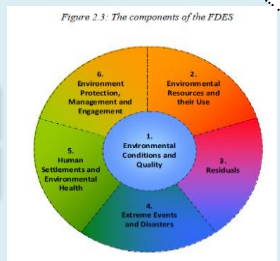 Figure 2.3: The components of the FDES
1.
Environmental
Conditions and
Quality
2.
Environmental
Resources and
their Use
3.
Residuals
4.
Extreme Events
and Disasters
5.
Human
Settlements and
Environmental
Health
6.
Environment
Protection,
Management and
Engagement